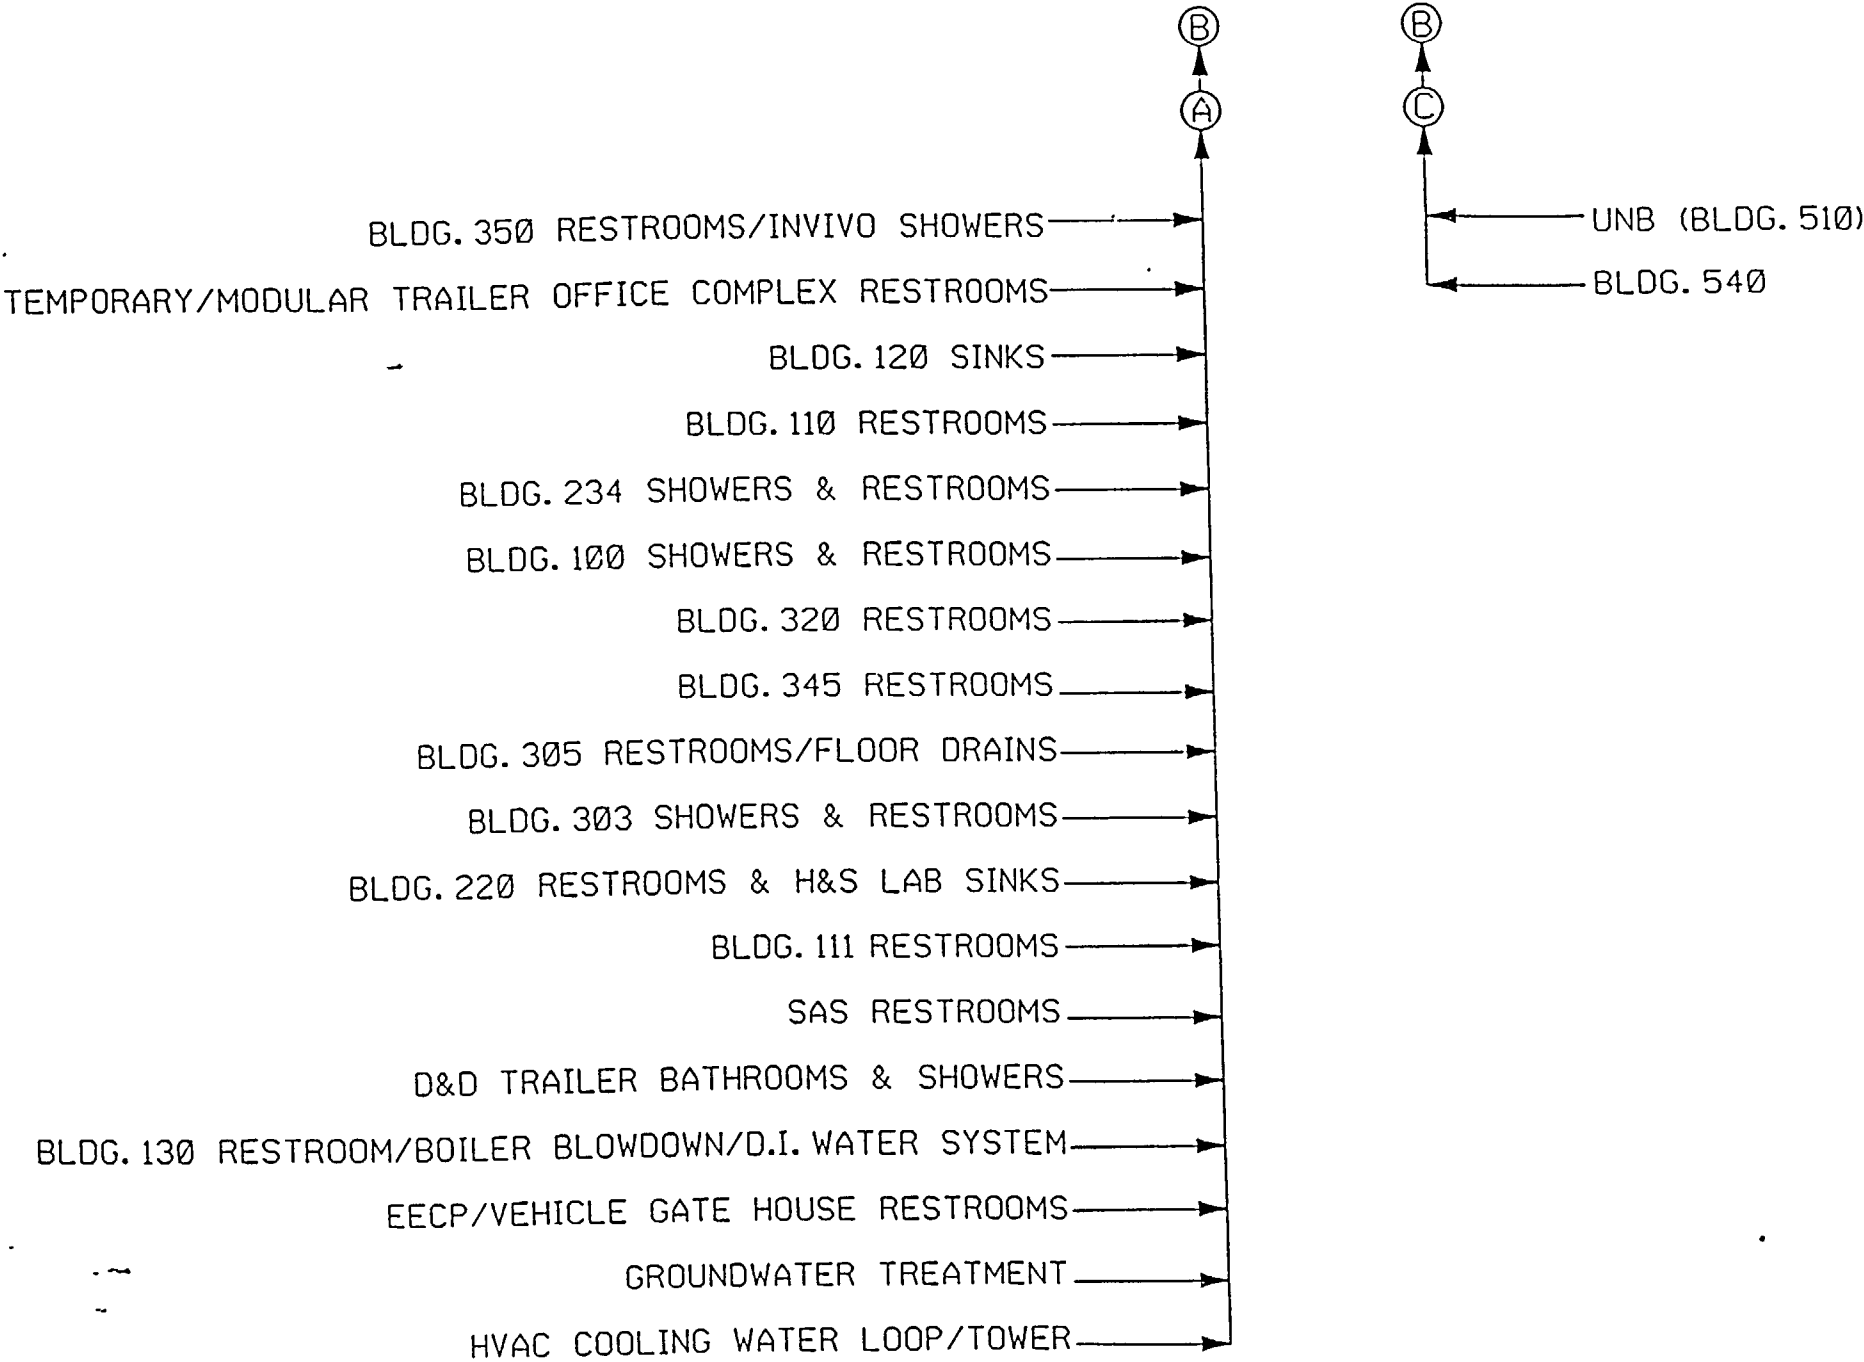 B
B
A
C
BLDG. 350 RESTROOMS/INVIVO SHOWERS
UNB (BLDG. 510)
TEMPORARY/MODULAR TRAILER OFFICE COMPLEX RESTROOMS
BLDG. 540
BLDG. 120 SINKS
BLDG. 110 RESTROOMS
BLDG. 234 SHOWERS & RESTROOMS
BLDG. 100 SHOWERS & RESTROOMS
BLDG. 320 RESTROOMS
BLDG. 345 RESTROOMS
BLDG. 305 RESTROOMS/FLOOR DRAINS
BLDG. 303 SHOWERS & RESTROOMS
BLDG. 220 RESTROOMS & H&S LAB SINKS
BLDG. 111 RESTROOMS
SAS RESTROOMS
D&D TRAILER BATHROOMS & SHOWERS
BLDG. 130 RESTROOM/BOILER BLOWDOWN/D.I. WATER SYSTEM
EECP/VEHICLE GATE HOUSE RESTROOMS
GROUNDWATER TREATMENT
HVAC COOLING WATER LOOP/TOWER